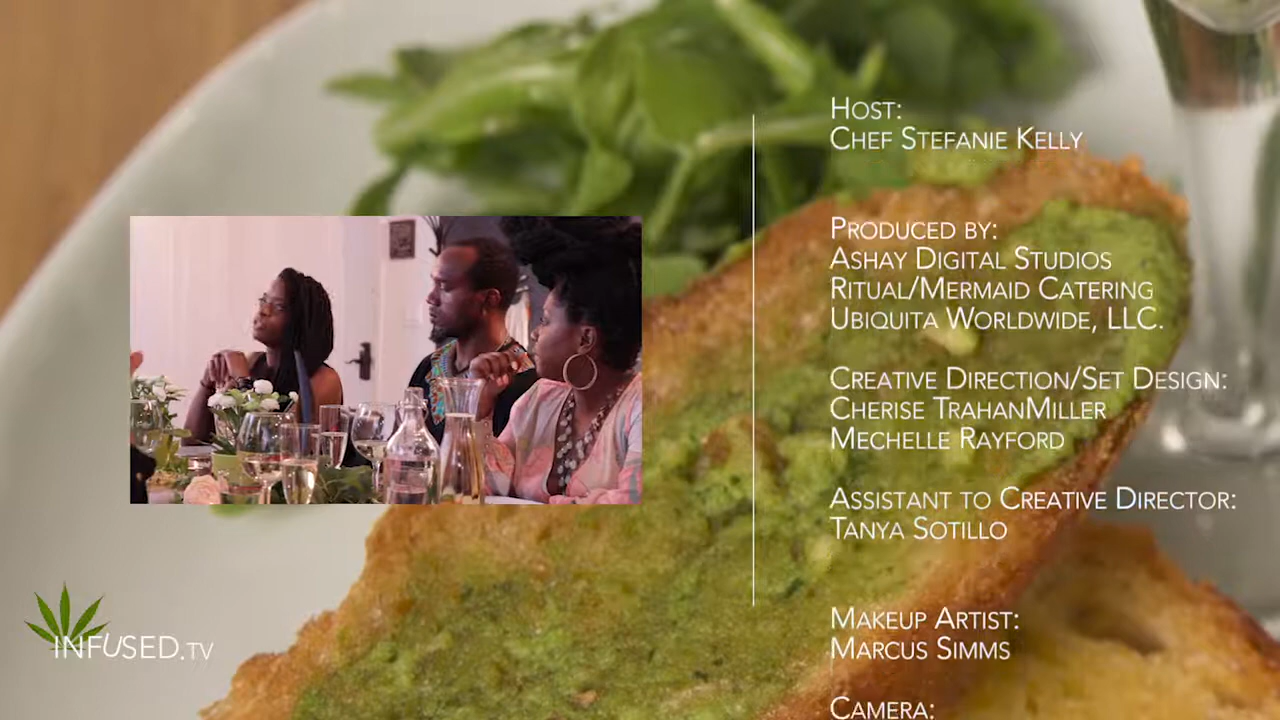 Host:
Chef Stefanie Kelly
Produced by:
Ashay Digital Studios
Ritual/Mermaid Catering
Ubiquita Worldwide, LLC.
Creative Direction/Set Design:
Cherise TrahanMiller
Mechelle Rayford
Assistant to Creative Director:
Tanya Sotillo
Makeup Artist:
Marcus Simms
Camera:
INFUSED.TV